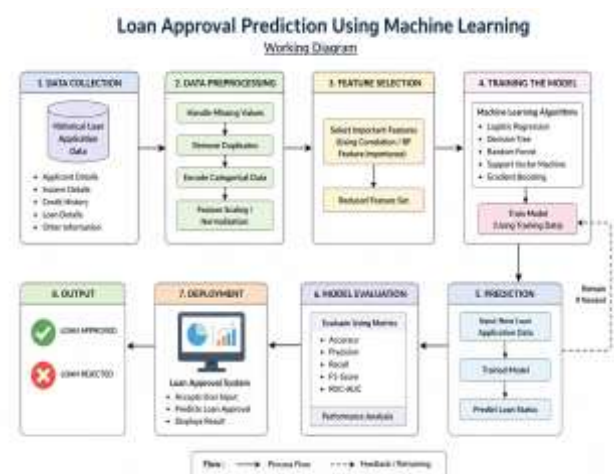 Loan Approval Prediction Using Machine Learning
Working Diagram
1. DATA COLLECTION
Historical Loan
Application
Data
Applicant Details
Income Details
Credit History
Loan Details
Other Information
2. DATA PREPROCESSING
Handle Missing Values
Remove Duplicates
Encode Categorical Data
Feature Scaling /
Normalization
3. FEATURE SELECTION
Select Important Features
(Using Correlation / RF
Feature Importance)
Reduced Feature Set
4. TRAINING THE MODEL
Machine Learning Algorithms
Logistic Regression
Decision Tree
Random Forest
Support Vector Machine
Gradient Boosting
Train Model
(Using Training Data)
Retrain
If Needed
5. PREDICTION
Input New Loan
Application Data
Trained Model
Predict Loan Status
6. MODEL EVALUATION
Evaluate Using Metrics
Accuracy
Precision
Recall
F1-Score
ROC-AUC
Performance Analysis
7. DEPLOYMENT
Loan Approval System
Accepts User Input
Predicts Loan Approval
Displays Result
8. OUTPUT
LOAN APPROVED
LOAN REJECTED
Flow :
Process Flow
Feedback / Retraining